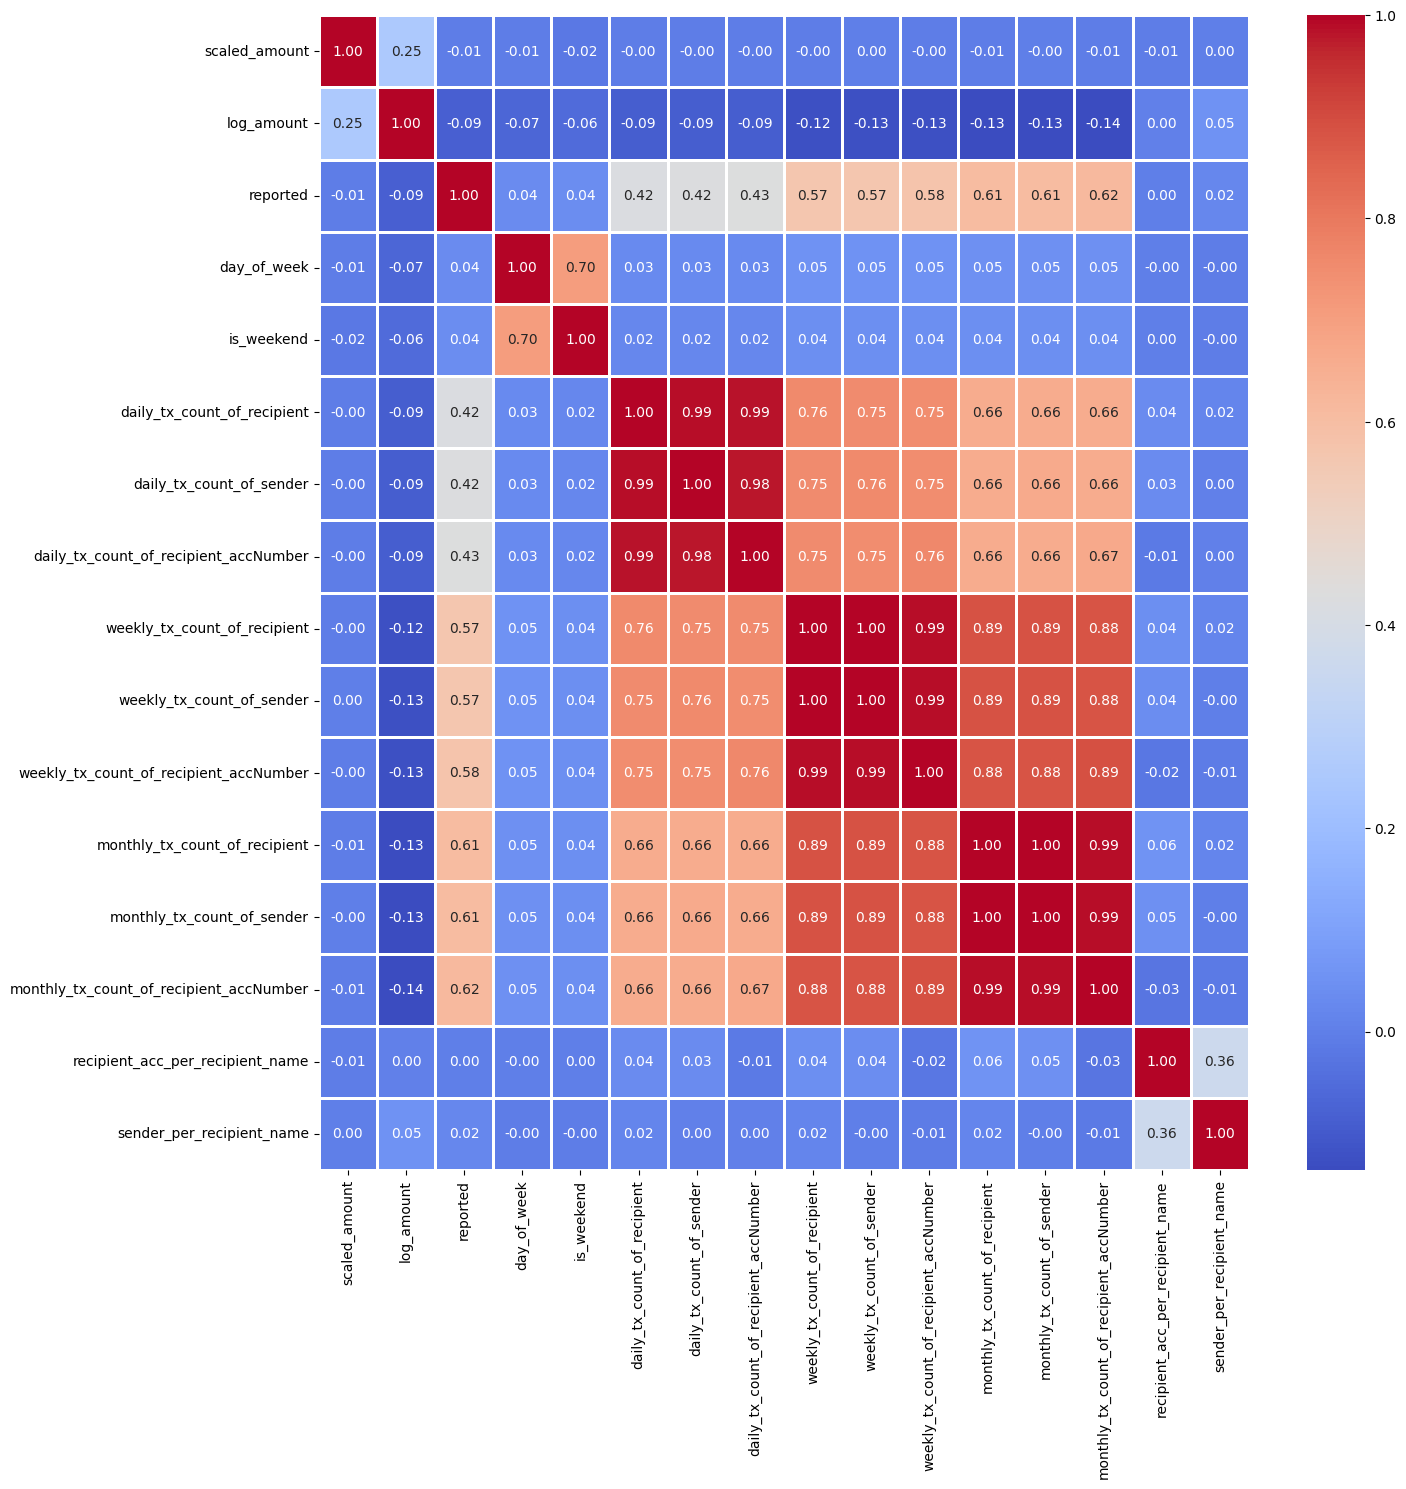 scaled_amount 1.00 0.25 -0.01 -0.01 -0.02 -0.00 -0.00 -0.00 -0.00 0.00 -0.00 -0.01 -0.00 -0.01 -0.01 0.00
log_amount 0.25 1.00 -0.09 -0.07 -0.06 -0.09 -0.09 -0.09 -0.12 -0.13 -0.13 -0.13 -0.13 -0.14 0.00 0.05
reported -0.01 -0.09 1.00 0.04 0.04 0.42 0.42 0.43 0.57 0.57 0.58 0.61 0.61 0.62 0.00 0.02
day_of_week -0.01 -0.07 0.04 1.00 0.70 0.03 0.03 0.03 0.05 0.05 0.05 0.05 0.05 0.05 -0.00 -0.00
is_weekend -0.02 -0.06 0.04 0.70 1.00 0.02 0.02 0.02 0.04 0.04 0.04 0.04 0.04 0.04 0.00 -0.00
daily_tx_count_of_recipient -0.00 -0.09 0.42 0.03 0.02 1.00 0.99 0.99 0.76 0.75 0.75 0.66 0.66 0.66 0.04 0.02
daily_tx_count_of_sender -0.00 -0.09 0.42 0.03 0.02 0.99 1.00 0.98 0.75 0.76 0.75 0.66 0.66 0.66 0.03 0.00
daily_tx_count_of_recipient_accNumber -0.00 -0.09 0.43 0.03 0.02 0.99 0.98 1.00 0.75 0.75 0.76 0.66 0.66 0.67 -0.01 0.00
weekly_tx_count_of_recipient -0.00 -0.12 0.57 0.05 0.04 0.76 0.75 0.75 1.00 1.00 0.99 0.89 0.89 0.88 0.04 0.02
weekly_tx_count_of_sender 0.00 -0.13 0.57 0.05 0.04 0.75 0.76 0.75 1.00 1.00 0.99 0.89 0.89 0.88 0.04 -0.00
weekly_tx_count_of_recipient_accNumber -0.00 -0.13 0.58 0.05 0.04 0.75 0.75 0.76 0.99 0.99 1.00 0.88 0.88 0.89 -0.02 -0.01
monthly_tx_count_of_recipient -0.01 -0.13 0.61 0.05 0.04 0.66 0.66 0.66 0.89 0.89 0.88 1.00 1.00 0.99 0.06 0.02
monthly_tx_count_of_sender -0.00 -0.13 0.61 0.05 0.04 0.66 0.66 0.66 0.89 0.89 0.88 1.00 1.00 0.99 0.05 -0.00
monthly_tx_count_of_recipient_accNumber -0.01 -0.14 0.62 0.05 0.04 0.66 0.66 0.67 0.88 0.88 0.89 0.99 0.99 1.00 -0.03 -0.01
recipient_acc_per_recipient_name -0.01 0.00 0.00 -0.00 0.00 0.04 0.03 -0.01 0.04 0.04 -0.02 0.06 0.05 -0.03 1.00 0.36
sender_per_recipient_name 0.00 0.05 0.02 -0.00 -0.00 0.02 0.00 0.00 0.02 -0.00 -0.01 0.02 -0.00 -0.01 0.36 1.00
scaled_amount
log_amount
reported
day_of_week
is_weekend
daily_tx_count_of_recipient
daily_tx_count_of_sender
daily_tx_count_of_recipient_accNumber
weekly_tx_count_of_recipient
weekly_tx_count_of_sender
weekly_tx_count_of_recipient_accNumber
monthly_tx_count_of_recipient
monthly_tx_count_of_sender
monthly_tx_count_of_recipient_accNumber
recipient_acc_per_recipient_name
sender_per_recipient_name
1.0
0.8
0.6
0.4
0.2
0.0